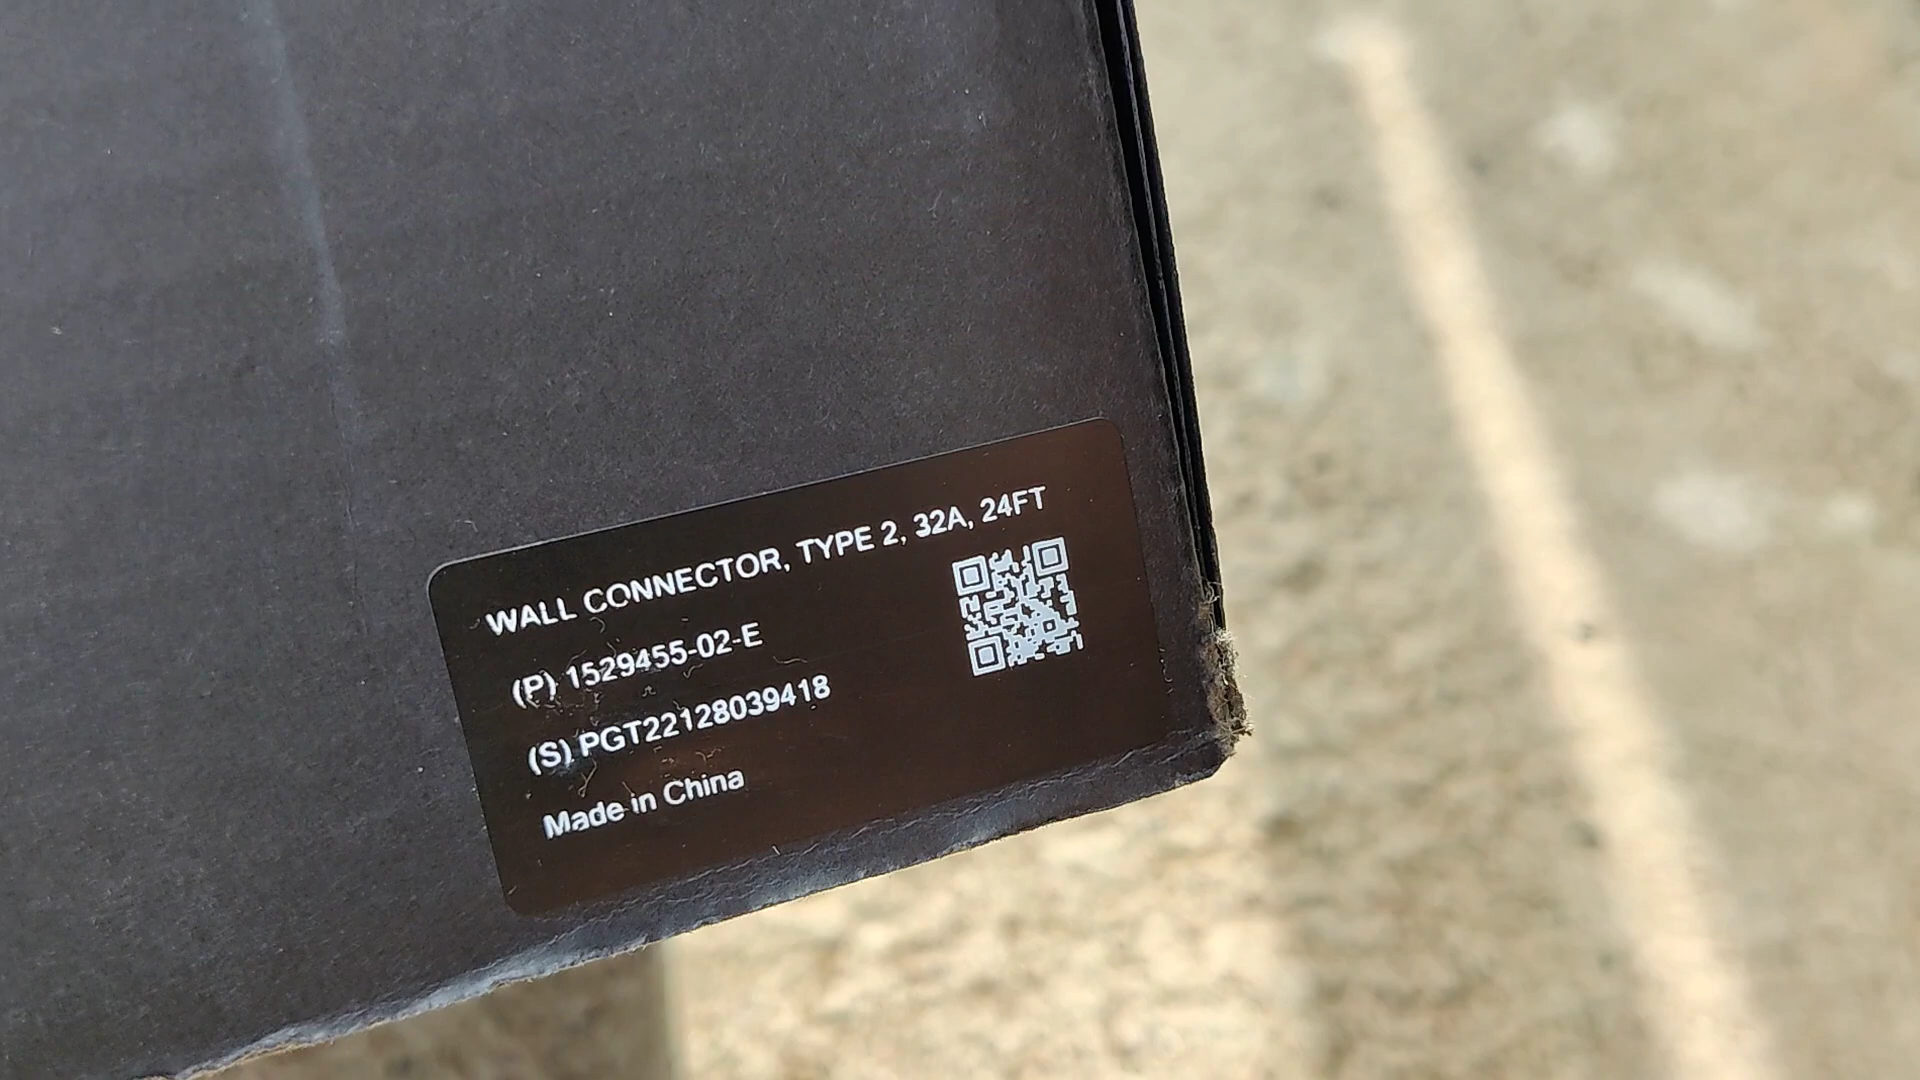 WALL CONNECTOR, TYPE 2, 32A, 24FT
(P) 1529455-02-E
(S) PGT22128039418
Made in China